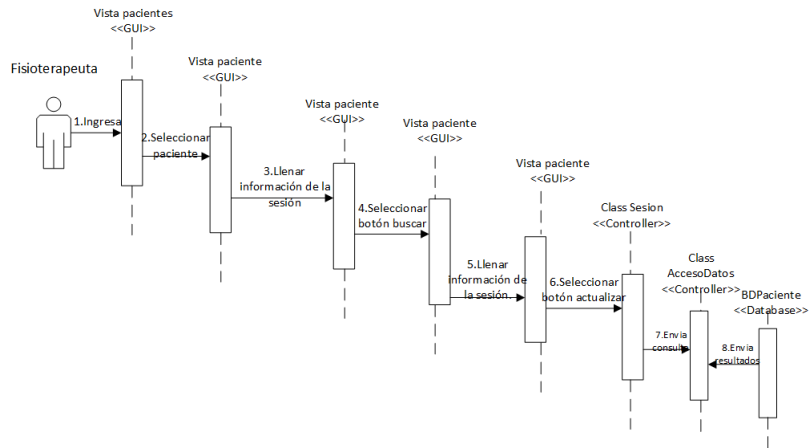 Vista pacientes
<<GUI>>
Fisioterapeuta
1.Ingresa
Vista paciente
<<GUI>>
2.Seleccionar
paciente
Vista paciente
<<GUI>>
3.Llenar
información de la
sesión
Vista paciente
<<GUI>>
4.Seleccionar
botón buscar
Vista paciente
<<GUI>>
5.Llenar
información de
la sesión.
Class Sesion
<<Controller>>
6.Seleccionar
botón actualizar
Class
AccesoDatos
<<Controller>>
7.Envia
consulta
BDPaciente
<<Database>>
8.Envia
resultados